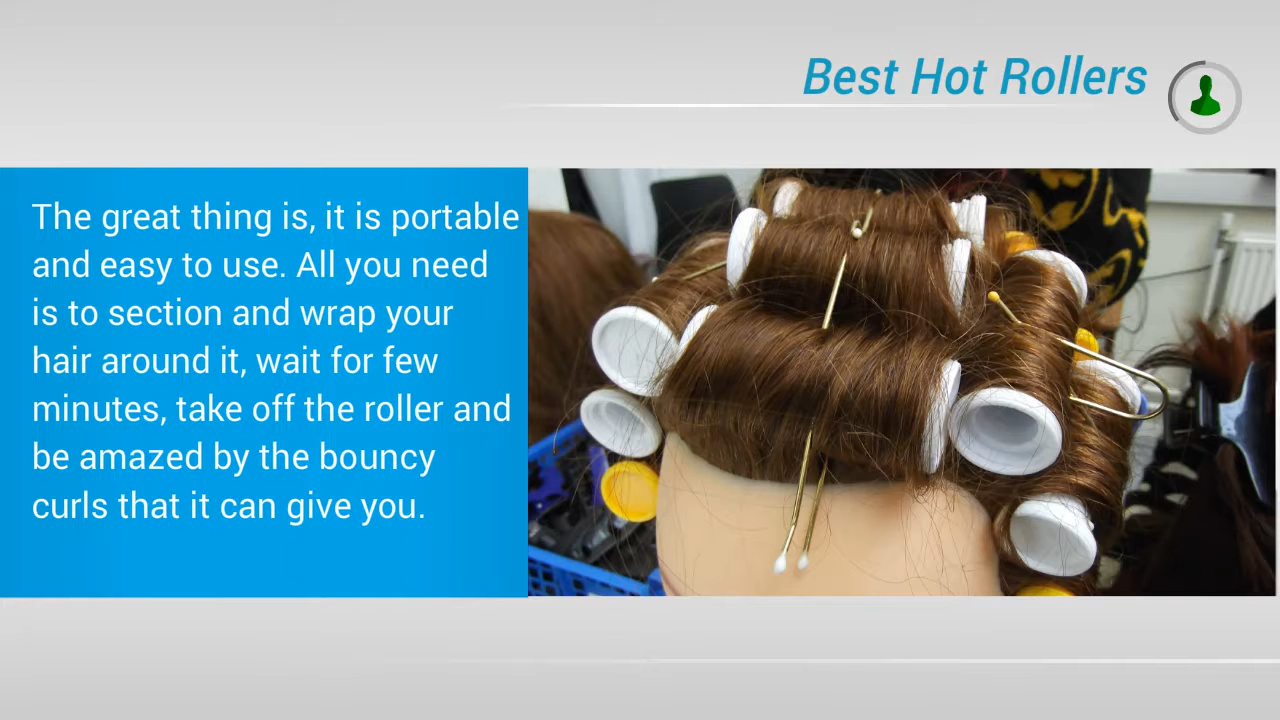 Best Hot Rollers
The great thing is, it is portable
and easy to use. All you need
is to section and wrap your
hair around it, wait for few
minutes, take off the roller and
be amazed by the bouncy
curls that it can give you.